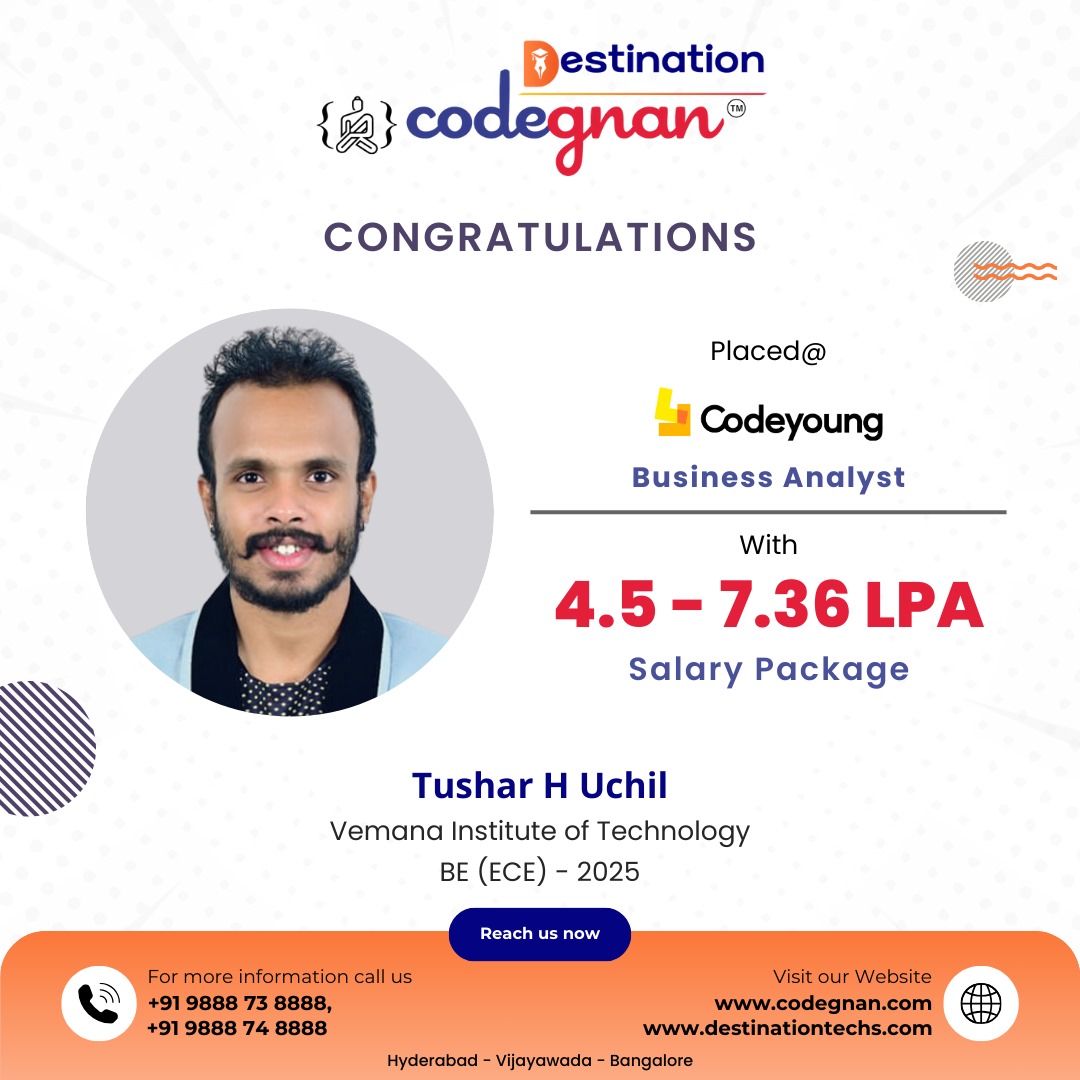 Destination
codegnan™
CONGRATULATIONS
Placed@
Codeyoung
Business Analyst
With
4.5 - 7.36 LPA
Salary Package
Tushar H Uchil
Vemana Institute of Technology
BE (ECE) - 2025
Reach us now
For more information call us
+91 9888 73 8888,
+91 9888 74 8888
Visit our Website
www.codegnan.com
www.destinationtechs.com
Hyderabad - Vijayawada - Bangalore